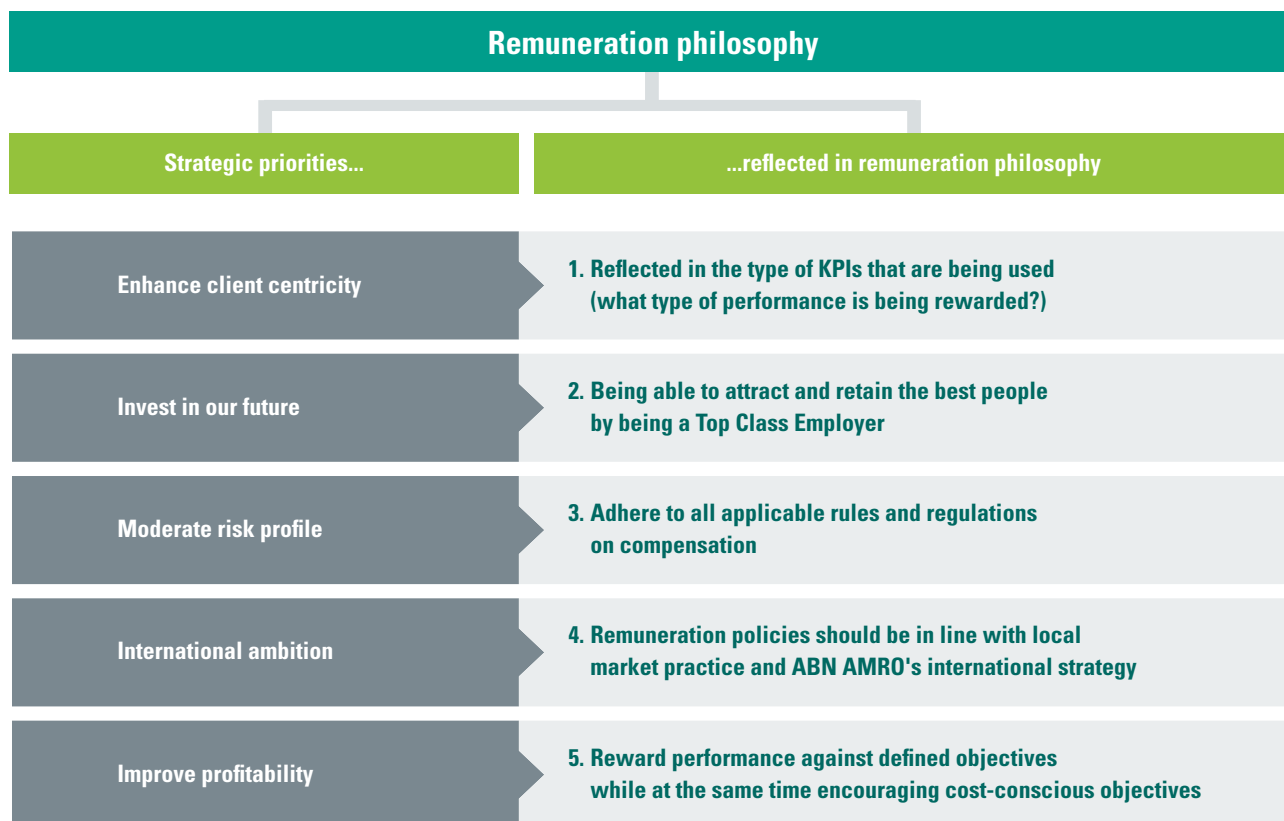 Remuneration philosophy
Strategic priorities...
...reflected in remuneration philosophy
Enhance client centricity
1. Reflected in the type of KPIs that are being used
(what type of performance is being rewarded?)
Invest in our future
2. Being able to attract and retain the best people
by being a Top Class Employer
Moderate risk profile
3. Adhere to all applicable rules and regulations
on compensation
International ambition
4. Remuneration policies should be in line with local
market practice and ABN AMRO's international strategy
Improve profitability
5. Reward performance against defined objectives
while at the same time encouraging cost-conscious objectives